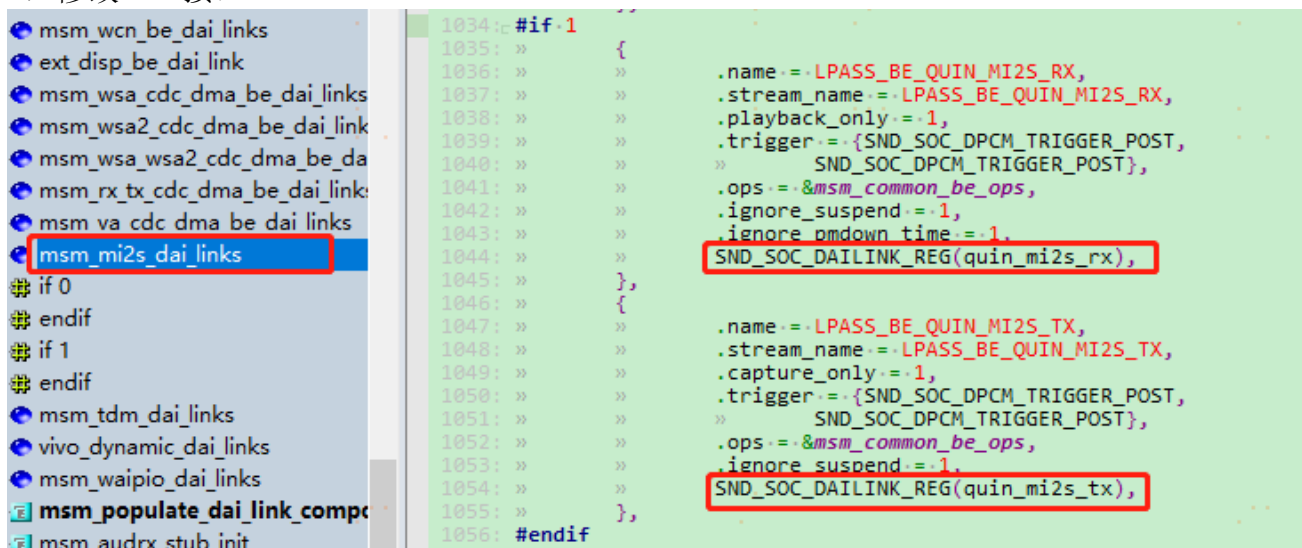 msm_wcn_be_dai_links
ext_disp_be_dai_link
msm_wsa_cdc_dma_be_dai_links
msm_wsa2_cdc_dma_be_dai_link
msm_wsa_wsa2_cdc_dma_be_da
msm_rx_tx_cdc_dma_be_dai_links
msm_va_cdc_dma_be_dai_links
msm_mi2s_dai_links
if 0
endif
if 1
endif
msm_tdm_dai_links
vivo_dynamic_dai_links
msm_waipio_dai_links
msm_populate_dai_link_compo
msm_audrx_stub_init
1034: #if 1
1035: {
1036: .name = LPASS_BE_QUIN_MI2S_RX,
1037: .stream_name = LPASS_BE_QUIN_MI2S_RX,
1038: .playback_only = 1,
1039: .trigger = {SND_SOC_DPCM_TRIGGER_POST,
1040: SND_SOC_DPCM_TRIGGER_POST},
1041: .ops = &msm_common_be_ops,
1042: .ignore_suspend = 1,
1043: .ignore_pmdown_time = 1,
1044: SND_SOC_DAILINK_REG(quin_mi2s_rx),
1045: },
1046: {
1047: .name = LPASS_BE_QUIN_MI2S_TX,
1048: .stream_name = LPASS_BE_QUIN_MI2S_TX,
1049: .capture_only = 1,
1050: .trigger = {SND_SOC_DPCM_TRIGGER_POST,
1051: SND_SOC_DPCM_TRIGGER_POST},
1052: .ops = &msm_common_be_ops,
1053: .ignore_suspend = 1,
1054: SND_SOC_DAILINK_REG(quin_mi2s_tx),
1055: },
1056: #endif